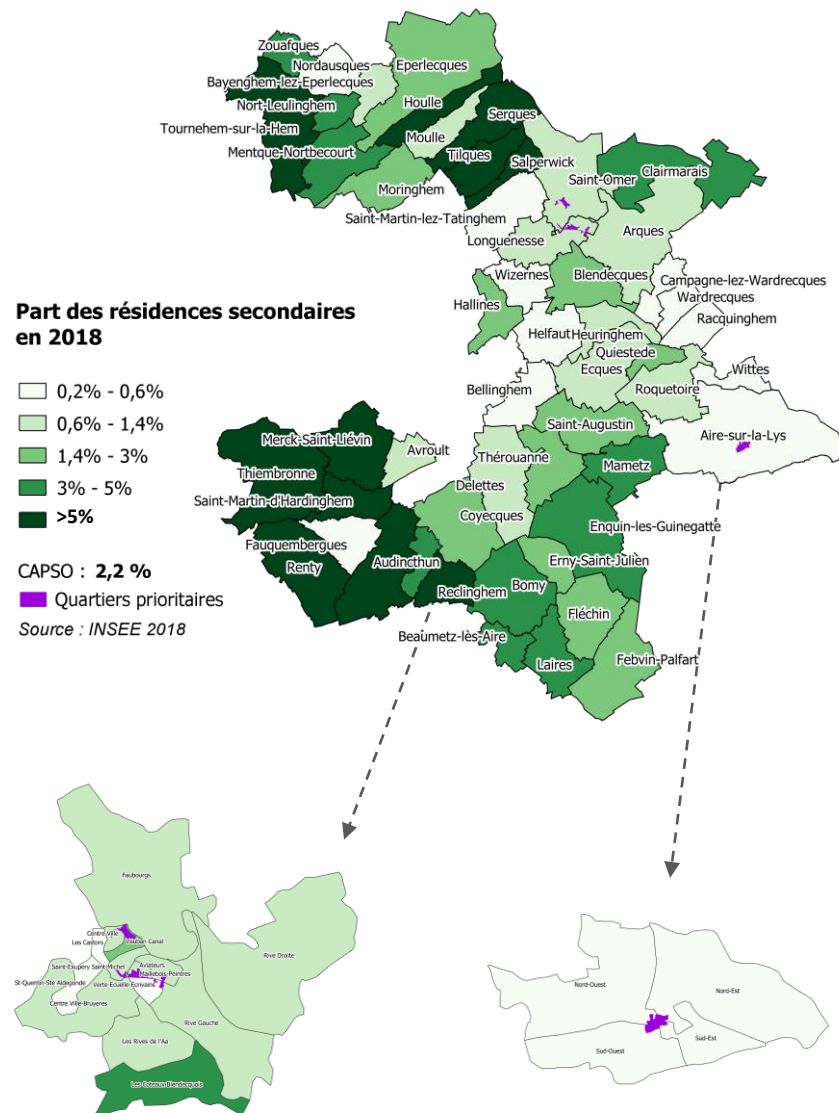 Zouafques
Nordausques
Eperlecques
Bayenghem-lez-Eperlecques
Nort-Leulinghem
Houlle
Serques
Tournehem-sur-la-Hem
Moulle
Mentque-Nortbecourt
Tilques
Salperwick
Clairmarais
Saint-Omer
Moringhem
Saint-Martin-lez-Tatinghem
Longuenesse
Arques
Wizernes
Blendecques
Campagne-lez-Wardrecques
Wardrecques
Hallines
Racquinghem
Helfaut
Heuringhem
Quiestede
Ecques
Wittes
Roquetoire
Bellinghem
Saint-Augustin
Aire-sur-la-Lys
Merck-Saint-Liévin
Avroult
Thérouanne
Mametz
Thiembronne
Delettes
Saint-Martin-d'Hardinghem
Coyecques
Enquin-les-Guinegatte
Fauquembergues
Audincthun
Erny-Saint-Julien
Renty
Reclinghem
Bomy
Fléchin
Beaumetz-lès-Aire
Laires
Febvin-Palfart
Part des résidences secondaires
en 2018
0,2% - 0,6%
0,6% - 1,4%
1,4% - 3%
3% - 5%
>5%
CAPSO : 2,2 %
Quartiers prioritaires
Source : INSEE 2018
Faubourgs
Centre Ville
Vauban Canal
Les Castors
Rive Droite
Saint-Exupery Saint-Michel
Aviateurs
Maillebois-Peintres
St-Quentin-Ste Aldegonde
Verte Ecuelle-Ecrivains
Centre Ville-Bruyeres
Rive Gauche
Les Rives de l'Aa
Les Coteaux Blendecquois
Nord-Ouest
Nord-Est
Sud-Est
Sud-Ouest